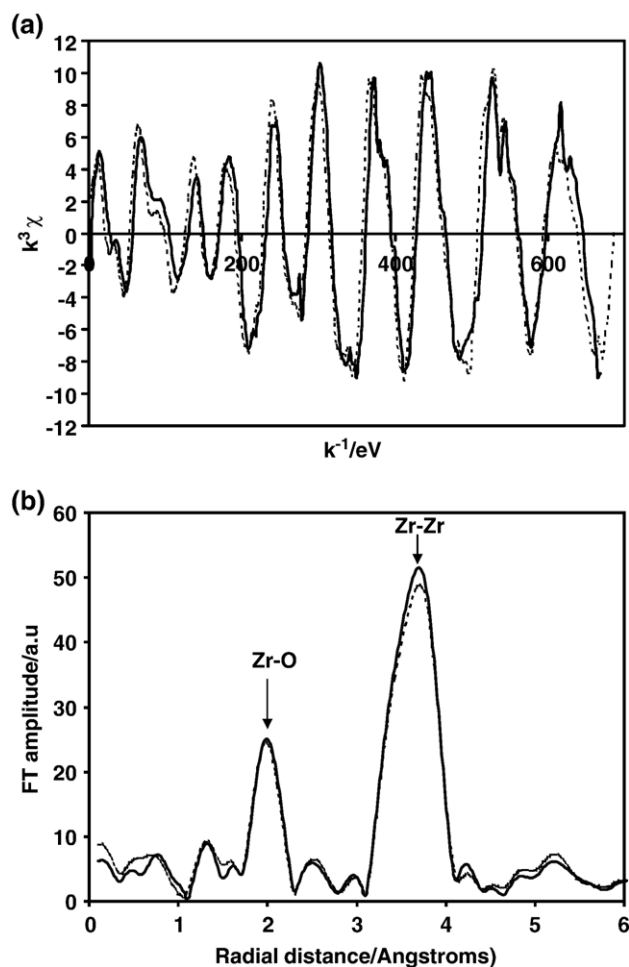 (a)
12
10
8
6
4
2
0
-2
-4
-6
-8
-10
-12
k³ χ
0 200 400 600
k⁻¹/eV
(b)
60
50
40
30
20
10
0
FT amplitude/a.u
Zr-Zr
Zr-O
0 1 2 3 4 5 6
Radial distance/Angstroms)